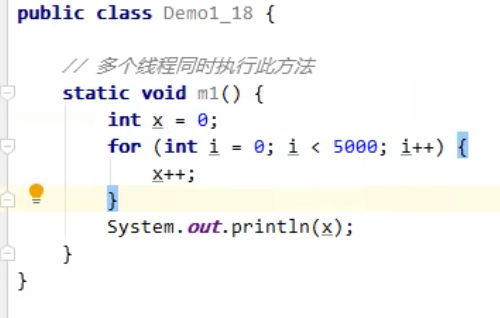 public class Demo1_18 {
// 多个线程同时执行此方法
static void m1() {
int x = 0;
for (int i = 0; i < 5000; i++) {
x++;
}
System.out.println(x);
}
}